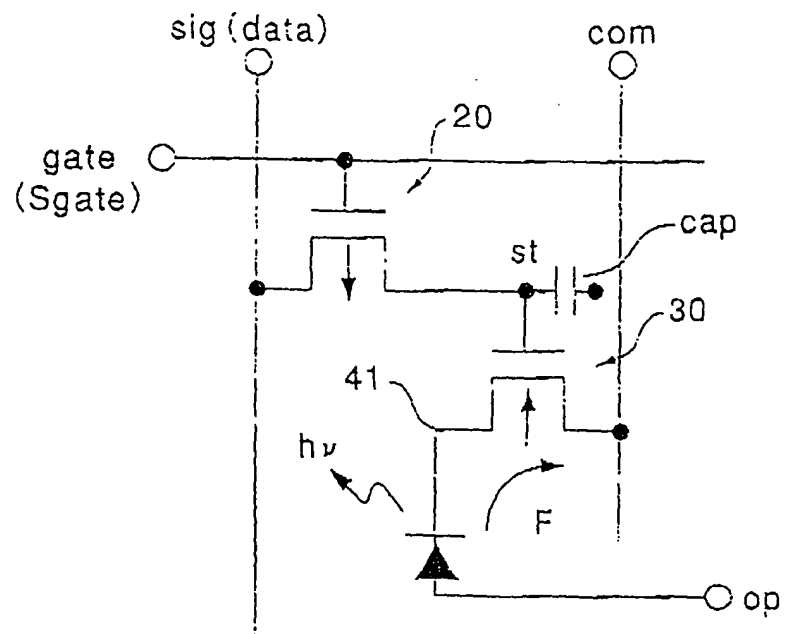 sig (data)
com
20
gate
(Sgate)
cap
st
30
41
hν
F
op